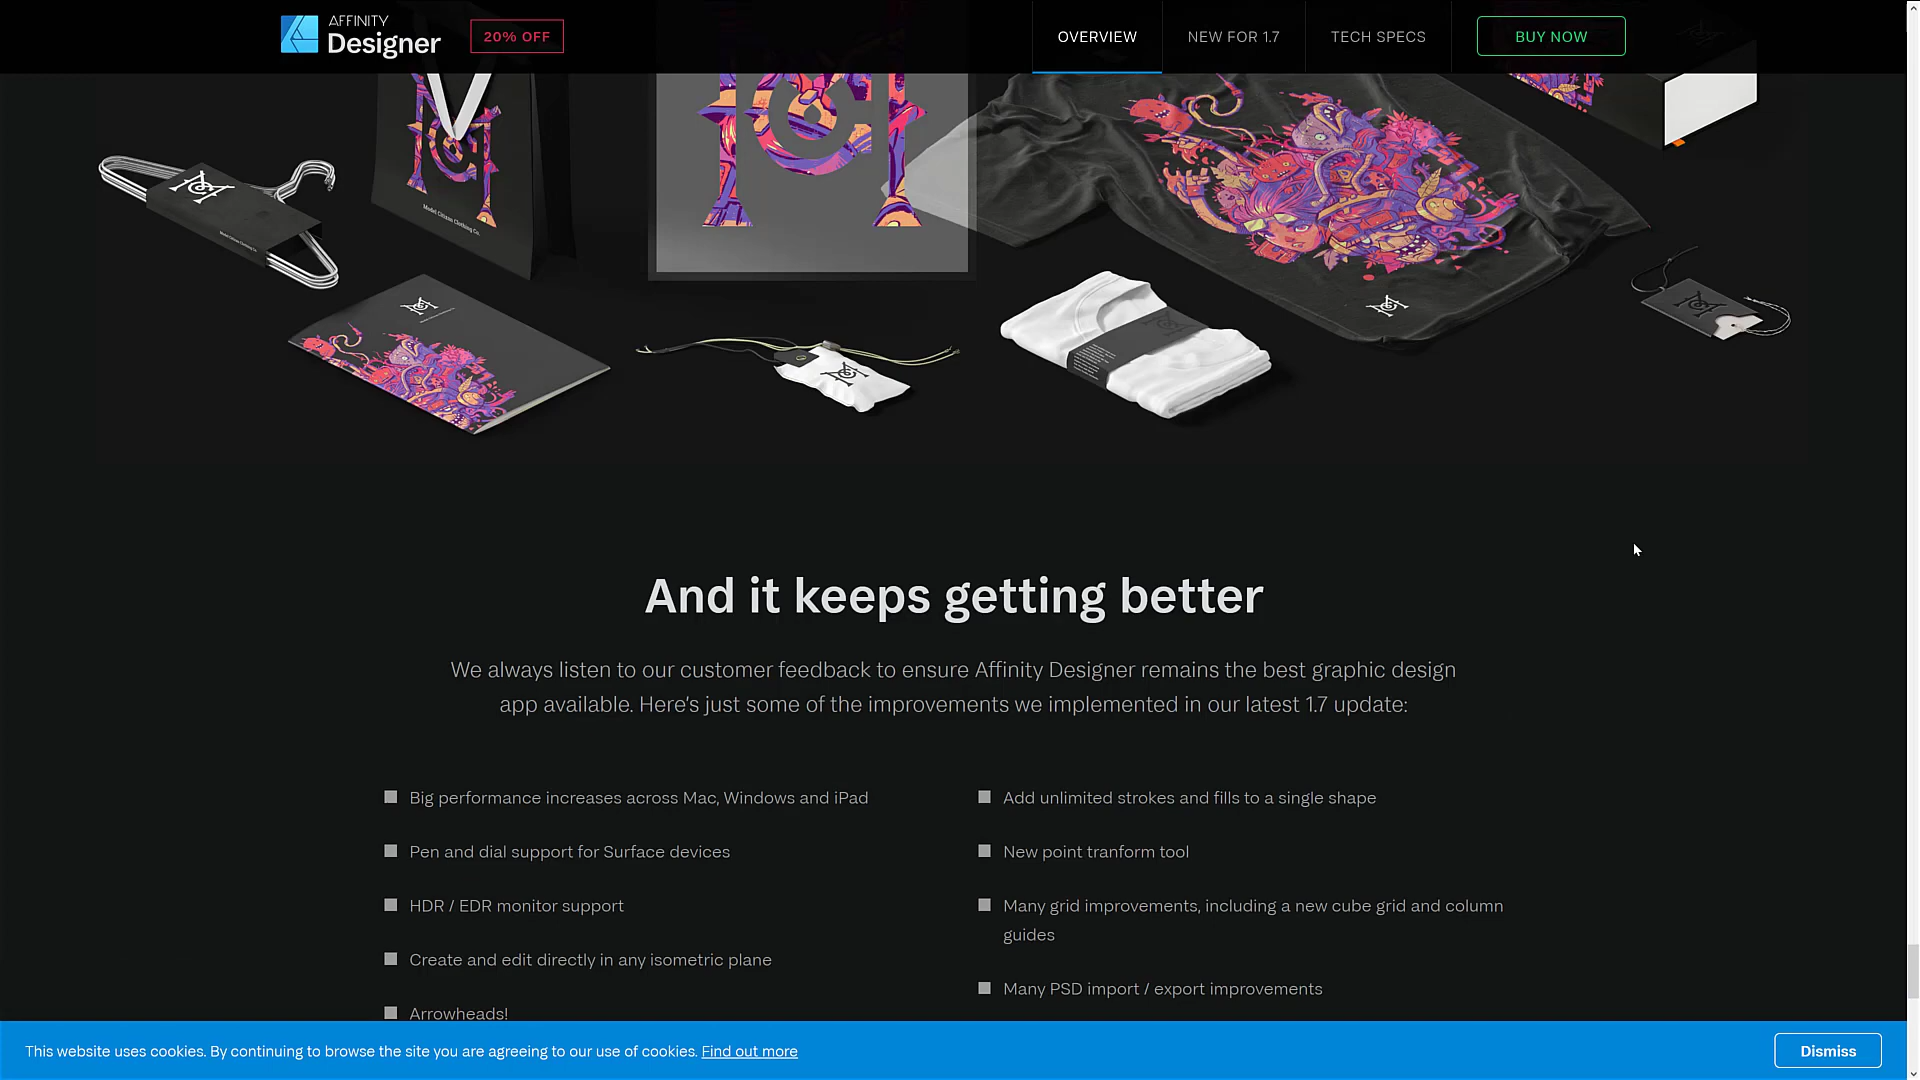 AFFINITY
Designer
20% OFF
OVERVIEW
NEW FOR 1.7
TECH SPECS
BUY NOW
Model Citizen Clothing Co.
And it keeps getting better
We always listen to our customer feedback to ensure Affinity Designer remains the best graphic design
app available. Here's just some of the improvements we implemented in our latest 1.7 update:
Big performance increases across Mac, Windows and iPad
Pen and dial support for Surface devices
HDR / EDR monitor support
Create and edit directly in any isometric plane
Arrowheads!
Add unlimited strokes and fills to a single shape
New point tranform tool
Many grid improvements, including a new cube grid and column
guides
Many PSD import / export improvements
This website uses cookies. By continuing to browse the site you are agreeing to our use of cookies. Find out more
Dismiss